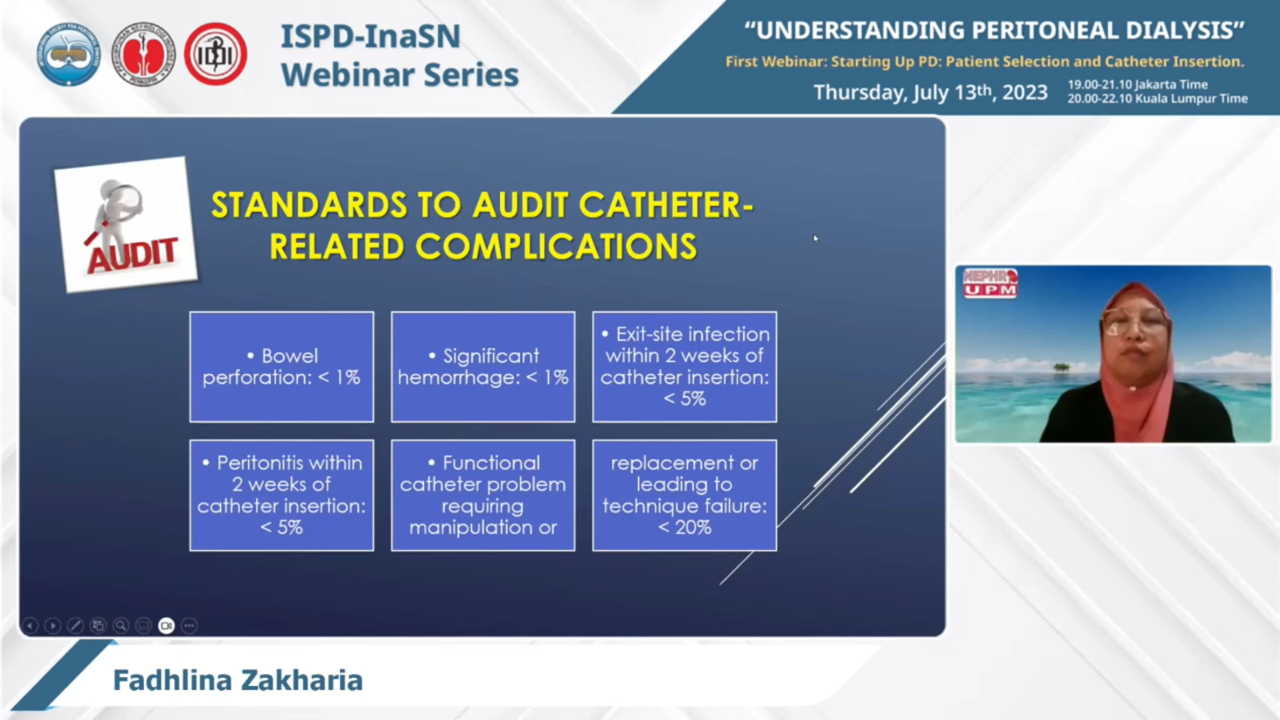 ISPD-InaSN
Webinar Series
“UNDERSTANDING PERITONEAL DIALYSIS”
First Webinar: Starting Up PD: Patient Selection and Catheter Insertion.
Thursday, July 13th, 2023
19.00-21.10 Jakarta Time
20.00-22.10 Kuala Lumpur Time
AUDIT
STANDARDS TO AUDIT CATHETER-
RELATED COMPLICATIONS
• Bowel
perforation: < 1%
• Significant
hemorrhage: < 1%
• Exit-site infection
within 2 weeks of
catheter insertion:
< 5%
• Peritonitis within
2 weeks of
catheter insertion:
< 5%
• Functional
catheter problem
requiring
manipulation or
replacement or
leading to
technique failure:
< 20%
NEPHRO
UPM
Fadhlina Zakharia